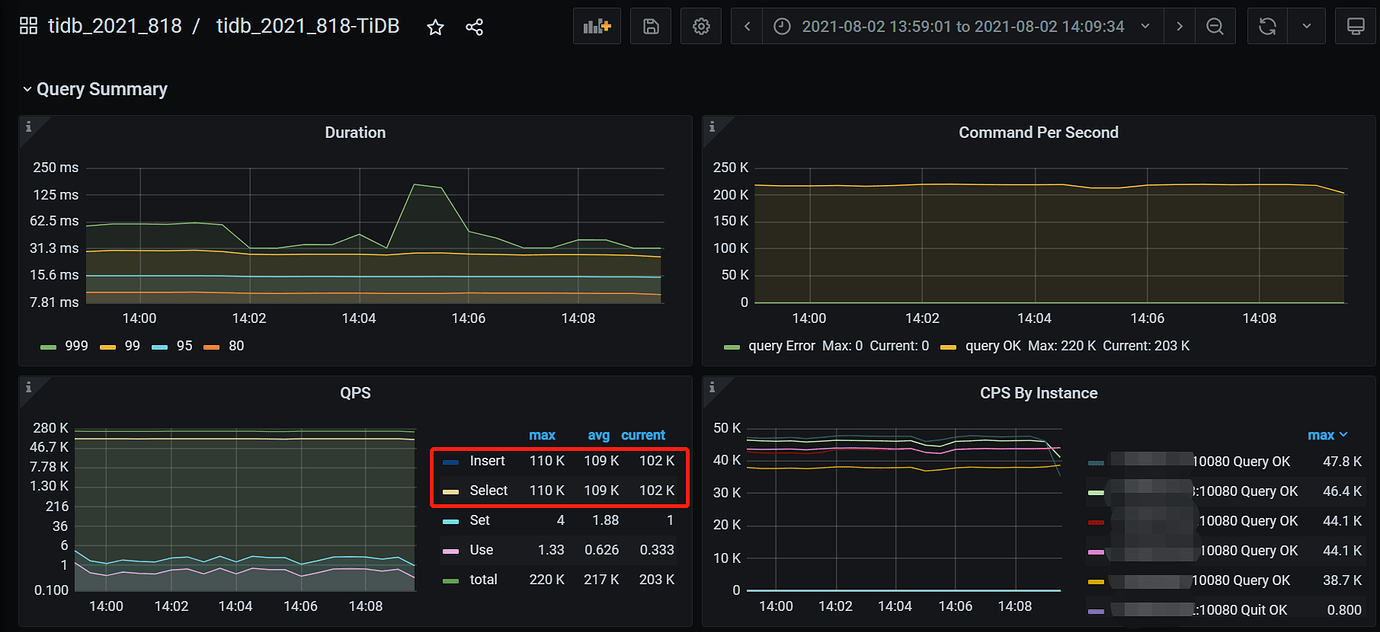 tidb_2021_818 / tidb_2021_818-TiDB
2021-08-02 13:59:01 to 2021-08-02 14:09:34
Query Summary
Duration
250 ms
125 ms
62.5 ms
31.3 ms
15.6 ms
7.81 ms
14:00 14:02 14:04 14:06 14:08
999 99 95 80
Command Per Second
250 K
200 K
150 K
100 K
50 K
0
14:00 14:02 14:04 14:06 14:08
query Error Max: 0 Current: 0 query OK Max: 220 K Current: 203 K
QPS
280 K
46.7 K
7.78 K
1.30 K
216
36
6
1
0.100
14:00 14:02 14:04 14:06 14:08
max avg current
Insert 110 K 109 K 102 K
Select 110 K 109 K 102 K
Set 4 1.88 1
Use 1.33 0.626 0.333
total 220 K 217 K 203 K
CPS By Instance
50 K
40 K
30 K
20 K
10 K
0
14:00 14:02 14:04 14:06 14:08
max
10080 Query OK 47.8 K
:10080 Query OK 46.4 K
:10080 Query OK 44.1 K
:10080 Query OK 44.1 K
10080 Query OK 38.7 K
:10080 Quit OK 0.800